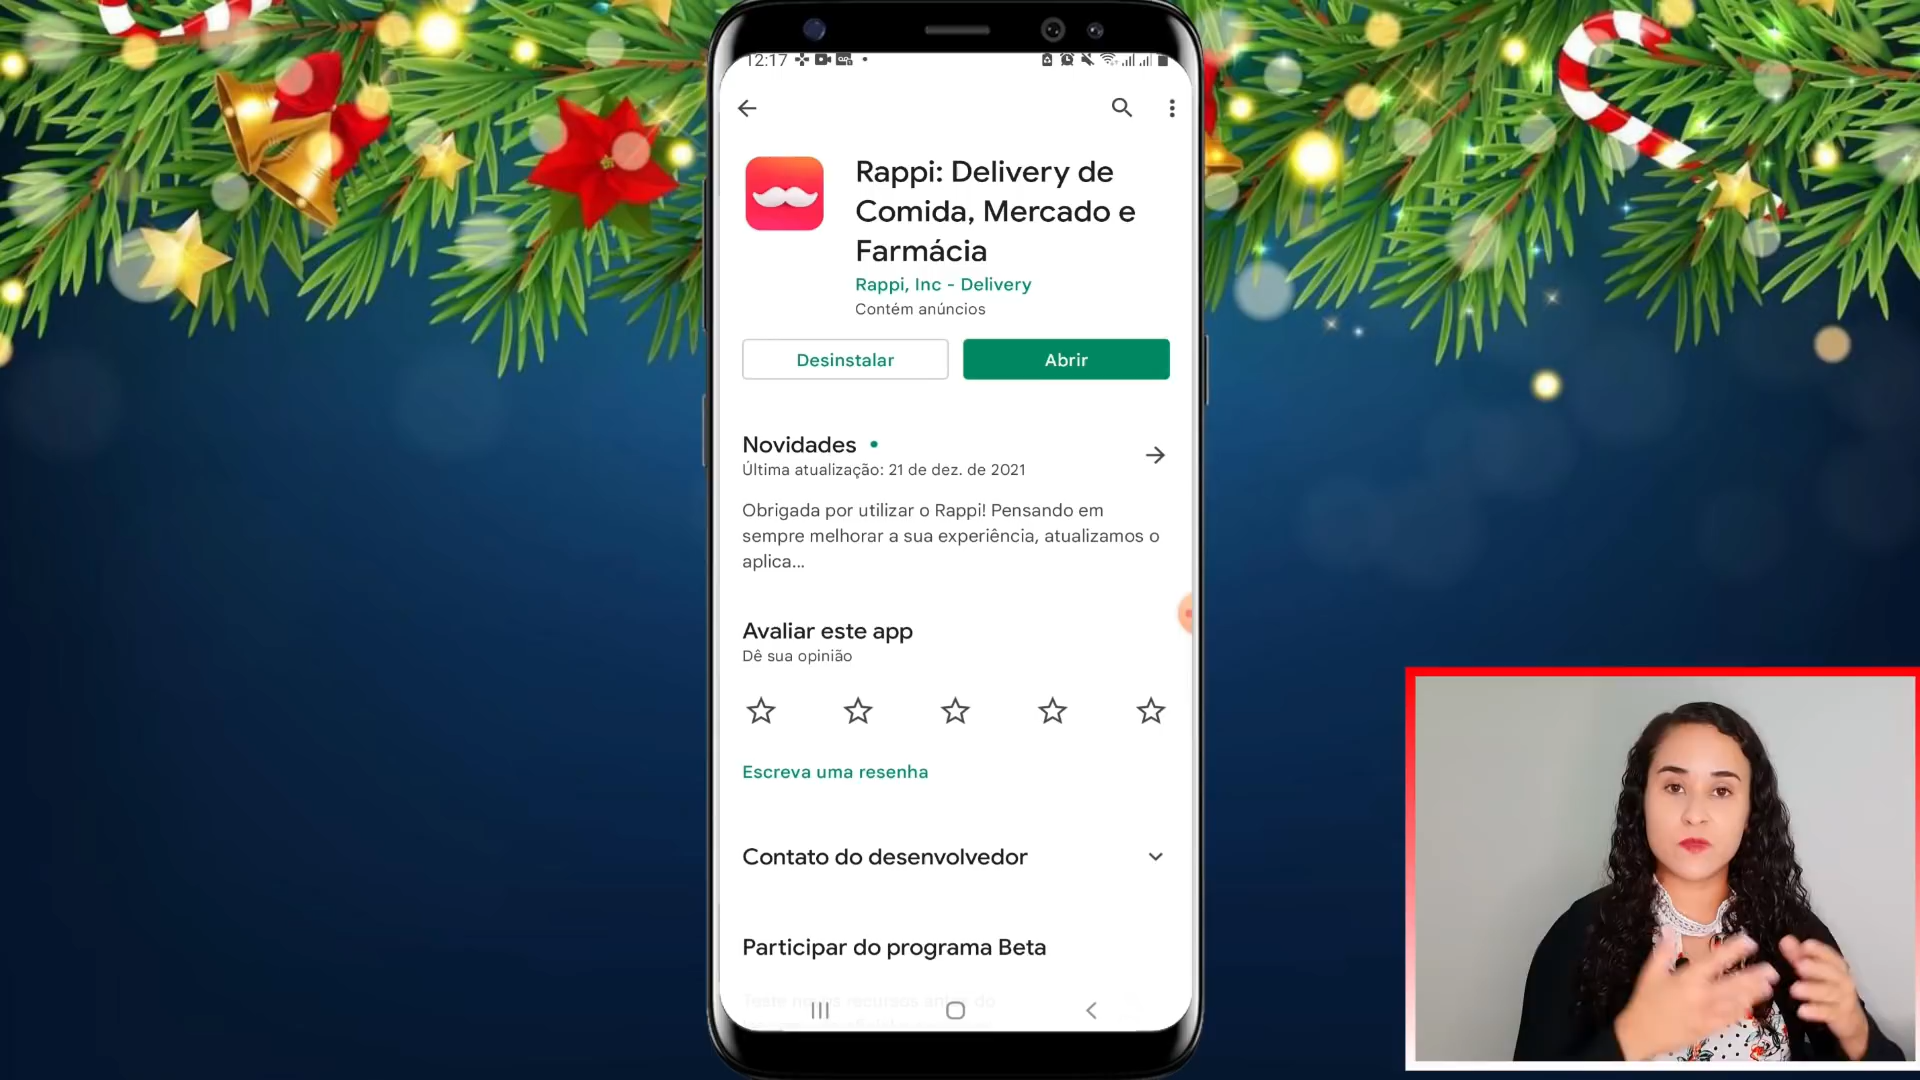 12:17
Rappi: Delivery de
Comida, Mercado e
Farmácia
Rappi, Inc - Delivery
Contém anúncios
Desinstalar
Abrir
Novidades
Última atualização: 21 de dez. de 2021
Obrigada por utilizar o Rappi! Pensando em
sempre melhorar a sua experiência, atualizamos o
aplica...
Avaliar este app
Dê sua opinião
Escreva uma resenha
Contato do desenvolvedor
Participar do programa Beta